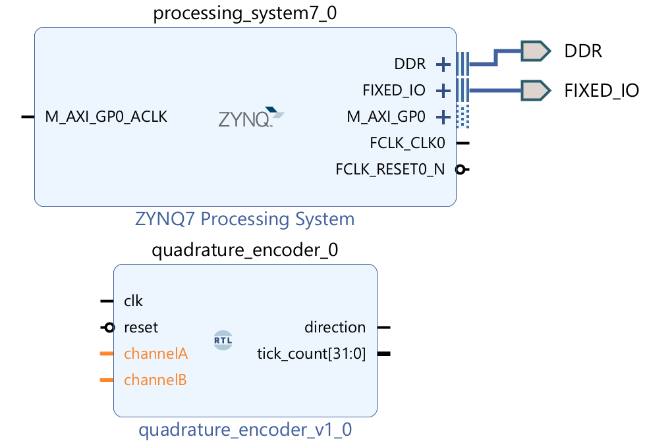 processing_system7_0
DDR
DDR
FIXED_IO
FIXED_IO
M_AXI_GP0_ACLK
ZYNQ
M_AXI_GP0
FCLK_CLK0
FCLK_RESET0_N
ZYNQ7 Processing System
quadrature_encoder_0
clk
reset
direction
RTL
channelA
tick_count[31:0]
channelB
quadrature_encoder_v1_0